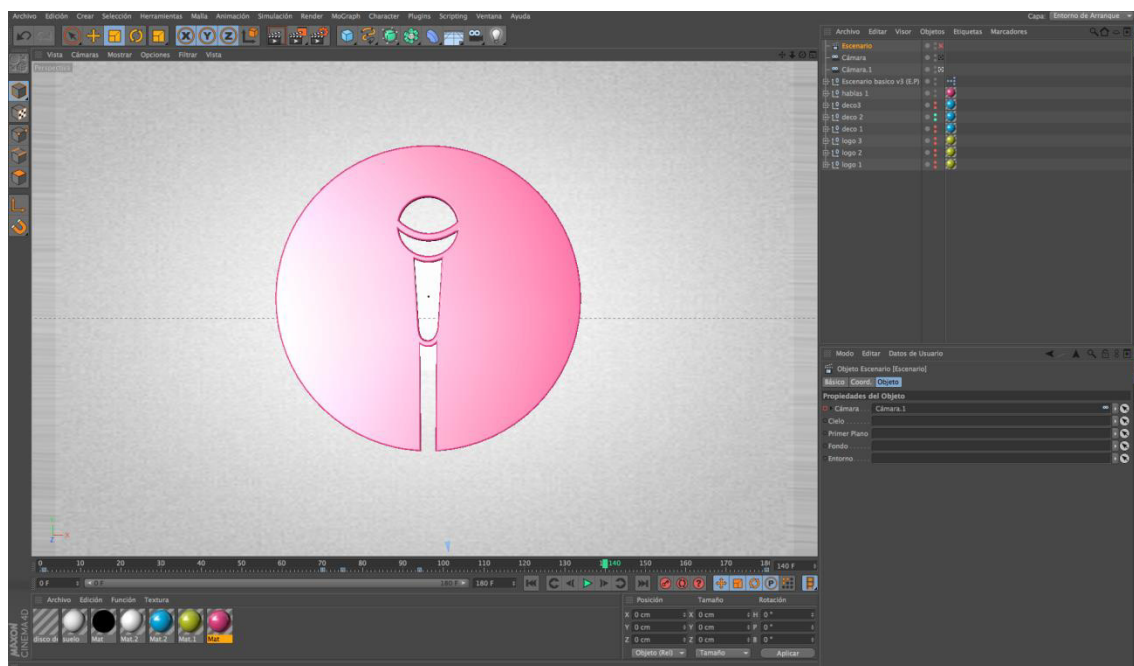 Archivo Edición Crear Selección Herramientas Malla Animación Simulación Render MoGraph Character Plugins Scripting Ventana Ayuda
Capa: Entorno de Arranque
X Y Z
Vista Cámaras Mostrar Opciones Filtrar Vista
Perspectiva
Archivo Editar Visor Objetos Etiquetas Marcadores
Escenario
Cámara
Cámara.1
Escenario basico v3 (E.P)
hablas 1
deco3
deco 2
deco 1
logo 3
logo 2
logo 1
Modo Editar Datos de Usuario
Objeto Escenario [Escenario]
Básico Coord. Objeto
Propiedades del Objeto
Cámara Cámara.1
Cielo
Primer Plano
Fondo
Entorno
Z X
0 10 20 30 40 50 60 70 80 90 100 110 120 130 140 150 160 170 140 F
0 F 0 F 180 F 180 F
P
Archivo Edición Función Textura
disco de suelo Mat Mat.2 Mat.2 Mat.1 Mat
MAXON CINEMA 4D
Posición Tamaño Rotación
X 0 cm X 0 cm H 0 °
Y 0 cm Y 0 cm P 0 °
Z 0 cm Z 0 cm B 0 °
Objeto (Rel) Tamaño Aplicar